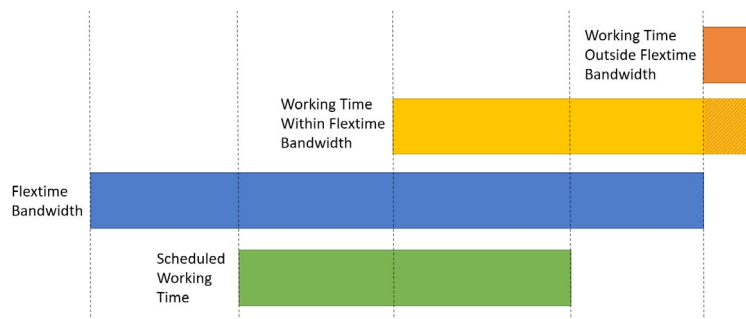 Working Time
Outside Flextime
Bandwidth
Working Time
Within Flextime
Bandwidth
Flextime
Bandwidth
Scheduled
Working
Time